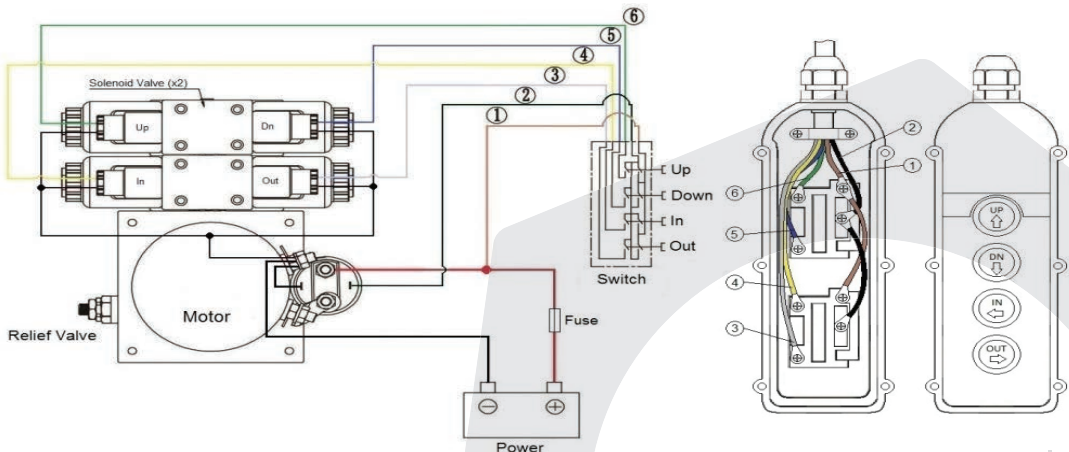 ⑥
⑤
④
③
②
①
Solenoid Valve (x2)
Up
Dn
In
Out
Up
Down
In
Out
Switch
Motor
Relief Valve
Fuse
Power
②
①
⑥
⑤
④
③
UP
DN
IN
OUT